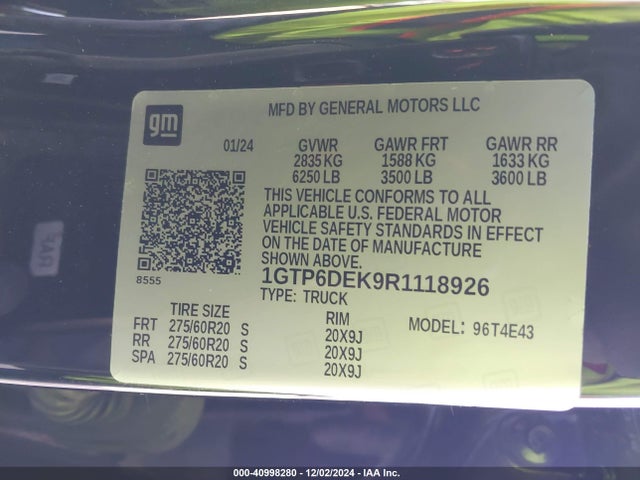 gm
MFD BY GENERAL MOTORS LLC
01/24 GVWR GAWR FRT GAWR RR
2835 KG 1588 KG 1633 KG
6250 LB 3500 LB 3600 LB
THIS VEHICLE CONFORMS TO ALL
APPLICABLE U.S. FEDERAL MOTOR
VEHICLE SAFETY STANDARDS IN EFFECT
ON THE DATE OF MANUFACTURE
SHOWN ABOVE.
8555
1GTP6DEK9R1118926
TYPE: TRUCK
TIRE SIZE RIM MODEL: 96T4E43
FRT 275/60R20 S 20X9J
RR 275/60R20 S 20X9J
SPA 275/60R20 S 20X9J
000-40998280 - 12/02/2024 - IAA Inc.